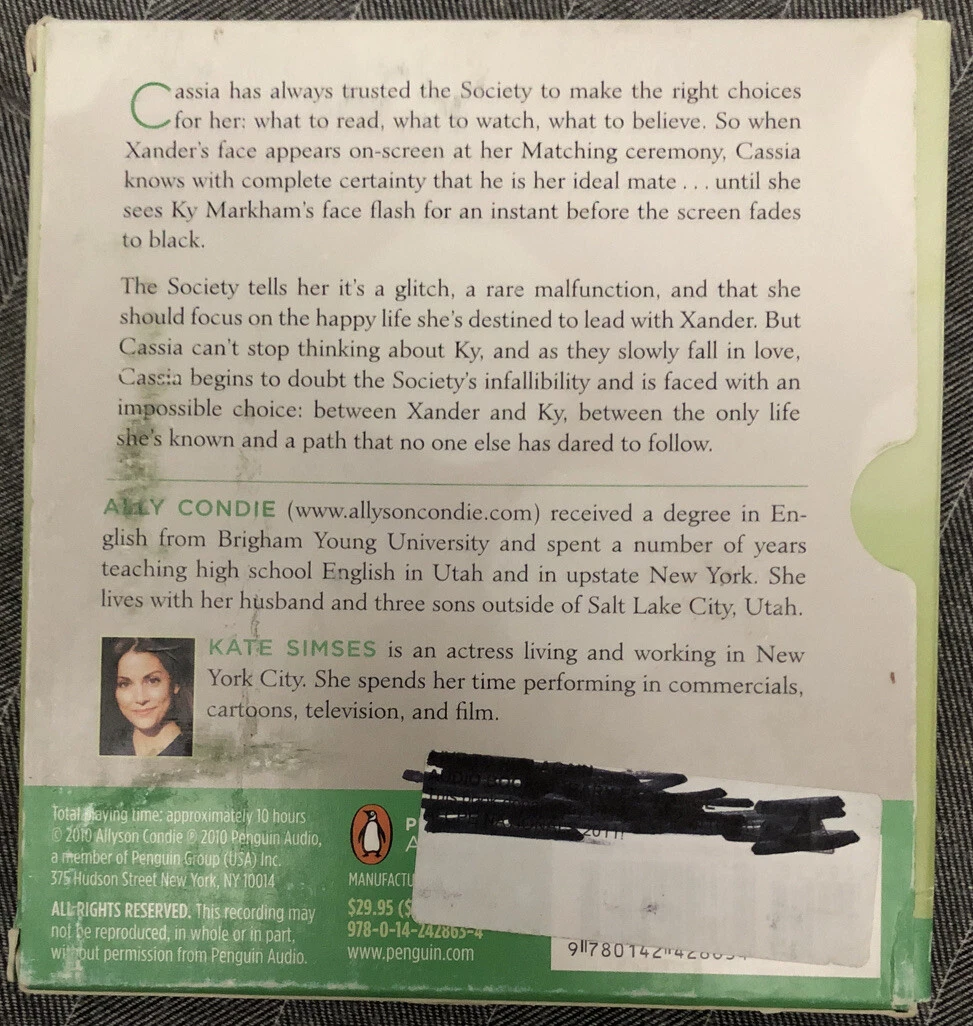 Cassia has always trusted the Society to make the right choices
for her: what to read, what to watch, what to believe. So when
Xander's face appears on-screen at her Matching ceremony, Cassia
knows with complete certainty that he is her ideal mate . . . until she
sees Ky Markham's face flash for an instant before the screen fades
to black.
The Society tells her it's a glitch, a rare malfunction, and that she
should focus on the happy life she's destined to lead with Xander. But
Cassia can't stop thinking about Ky, and as they slowly fall in love,
Cassia begins to doubt the Society's infallibility and is faced with an
impossible choice: between Xander and Ky, between the only life
she's known and a path that no one else has dared to follow.
ALLY CONDIE (www.allysoncondie.com) received a degree in En-
glish from Brigham Young University and spent a number of years
teaching high school English in Utah and in upstate New York. She
lives with her husband and three sons outside of Salt Lake City, Utah.
KATE SIMSES is an actress living and working in New
York City. She spends her time performing in commercials,
cartoons, television, and film.
Total playing time: approximately 10 hours
© 2010 Allyson Condie ℗ 2010 Penguin Audio,
a member of Penguin Group (USA) Inc.
375 Hudson Street New York, NY 10014
ALL RIGHTS RESERVED. This recording may
not be reproduced, in whole or in part,
without permission from Penguin Audio.
P
A
MANUFACTU
$29.95 ($
978-0-14-242863-4
www.penguin.com
9 780142